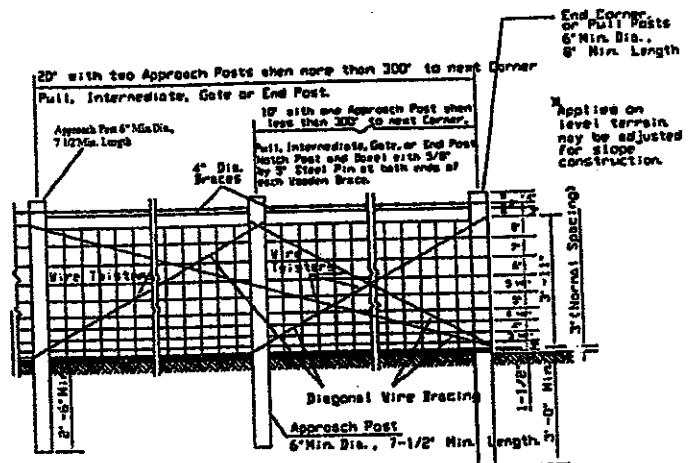 End Corner,
or Pull Posts
6" Min. Dia.,
8' Min. Length
20' with two Approach Posts when more than 300' to next Corner
Pull, Intermediate, Gate or End Post.
10' with one Approach Post when
less than 300' to next Corner,
Pull, Intermediate, Gate, or End Post
Notch Post and Dowel with 5/8"
by 9" Steel Pin at both ends of
each Wooden Brace.
Approach Post 6" Min Dia.,
7 1/2 Min. Length
4" Dia.
Braces
Applies on
level terrain
may be adjusted
for slope
construction.
Wire Twisters
Wire
Twisters
3'-11"
3" (Normal Spacing)
Diagonal Wire Bracing
2'-6" Min.
1-1/8"
3'-0" Min.
Approach Post
6" Min. Dia., 7-1/2" Min. Length.